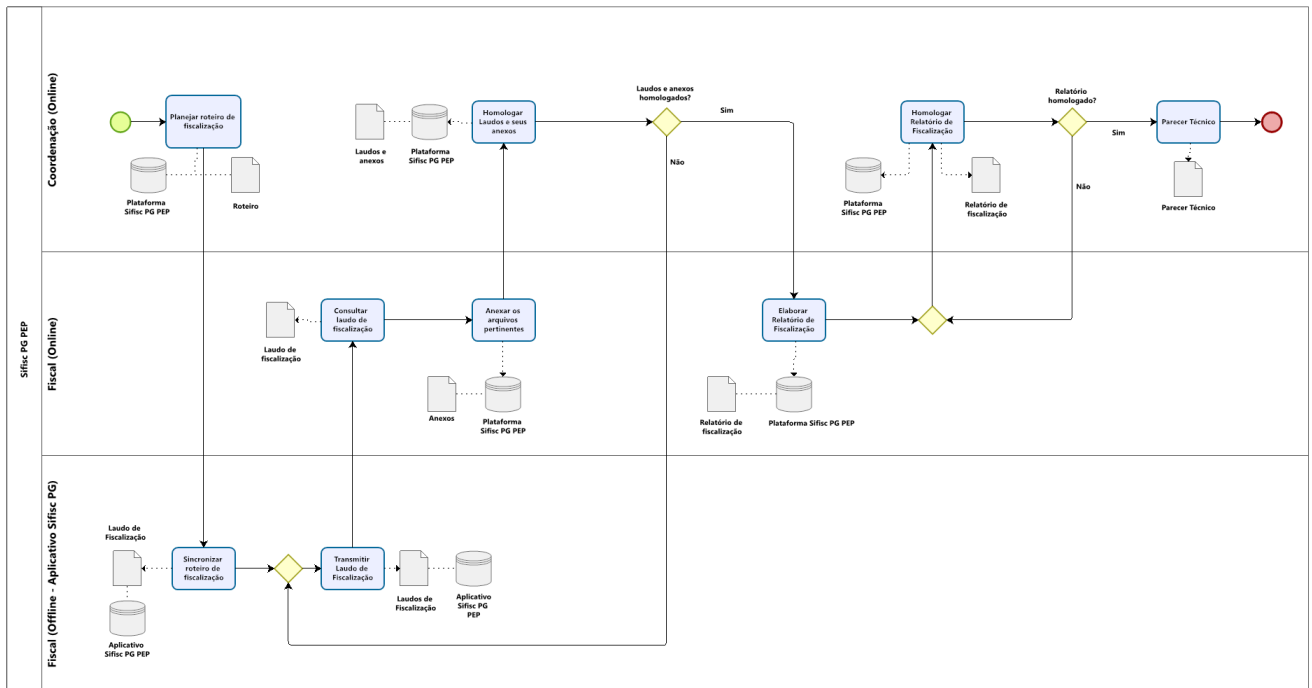 Sifisc PG PEP
Coordenação (Online)
Planejar roteiro de
fiscalização
Plataforma
Sifisc PG PEP
Roteiro
Laudos e
anexos
Plataforma
Sifisc PG PEP
Homologar
Laudos e seus
anexos
Laudos e anexos
homologados?
Sim
Não
Homologar
Relatório de
Fiscalização
Plataforma
Sifisc PG PEP
Relatório de
fiscalização
Relatório
homologado?
Sim
Não
Parecer Técnico
Parecer Técnico
Fiscal (Online)
Laudo de
fiscalização
Consultar
laudo de
fiscalização
Anexar os
arquivos
pertinentes
Anexos
Plataforma
Sifisc PG PEP
Elaborar
Relatório de
Fiscalização
Relatório de
fiscalização
Plataforma Sifisc PG PEP
Fiscal (Offline - Aplicativo Sifisc PG)
Laudo de
Fiscalização
Aplicativo
Sifisc PG PEP
Sincronizar
roteiro de
fiscalização
Transmitir
Laudo de
Fiscalização
Laudos de
Fiscalização
Aplicativo
Sifisc PG
PEP